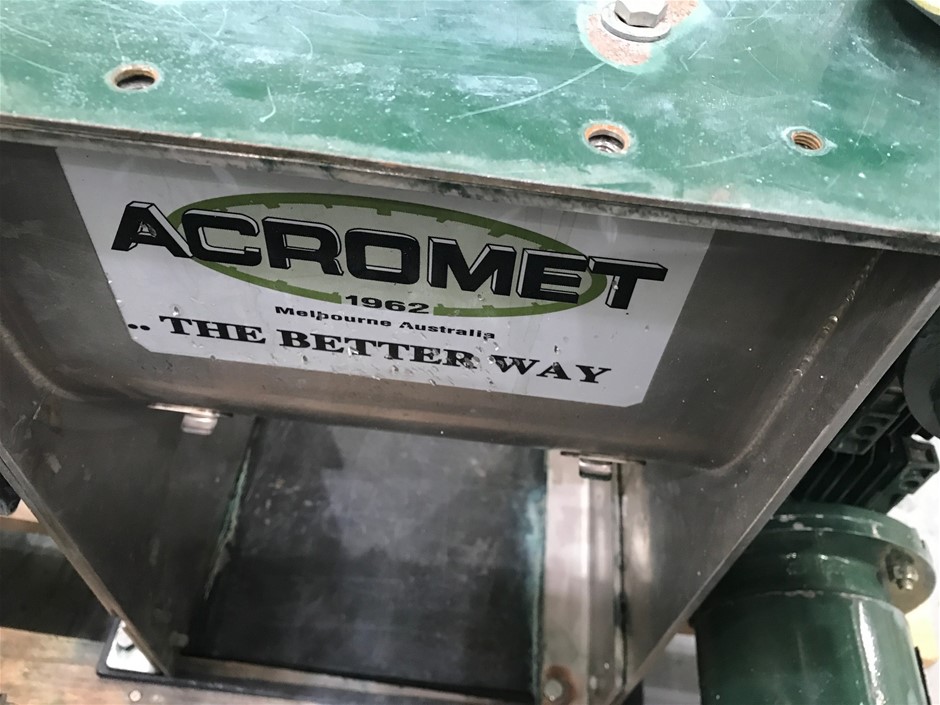 ACROMET
1962
Melbourne Australia
.. THE BETTER WAY